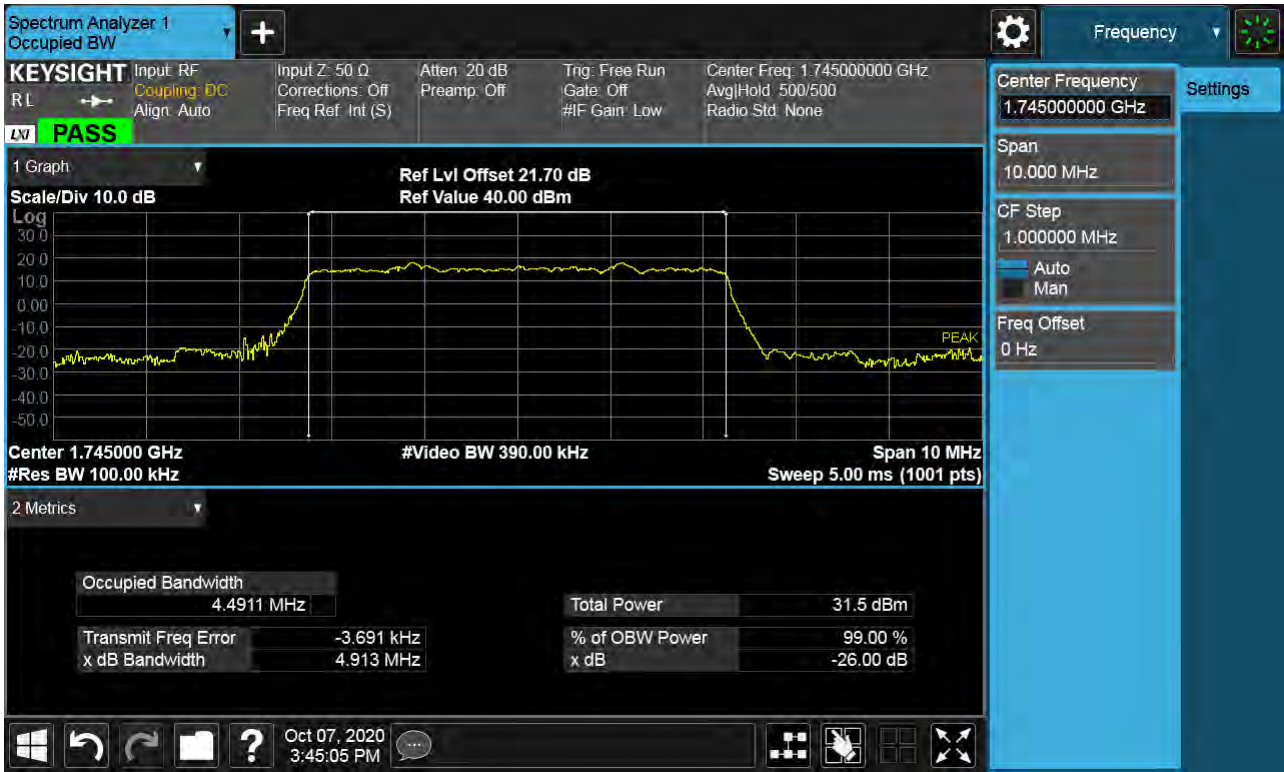 Spectrum Analyzer 1
Occupied BW
+
Frequency
KEYSIGHT
RL
LXI
PASS
Input: RF
Coupling: DC
Align: Auto
Input Z: 50 Ω
Corrections: Off
Freq Ref: Int (S)
Atten: 20 dB
Preamp: Off
Trig: Free Run
Gate: Off
#IF Gain: Low
Center Freq: 1.745000000 GHz
Avg|Hold: 500/500
Radio Std: None
Center Frequency
1.745000000 GHz
Settings
Span
10.000 MHz
CF Step
1.000000 MHz
Auto
Man
Freq Offset
0 Hz
1 Graph
Scale/Div 10.0 dB
Ref Lvl Offset 21.70 dB
Ref Value 40.00 dBm
Log
30.0
20.0
10.0
0.00
-10.0
-20.0
-30.0
-40.0
-50.0
PEAK
Center 1.745000 GHz
#Video BW 390.00 kHz
Span 10 MHz
#Res BW 100.00 kHz
Sweep 5.00 ms (1001 pts)
2 Metrics
Occupied Bandwidth
4.4911 MHz
Total Power 31.5 dBm
Transmit Freq Error -3.691 kHz
% of OBW Power 99.00 %
x dB Bandwidth 4.913 MHz
x dB -26.00 dB
?
Oct 07, 2020
3:45:05 PM